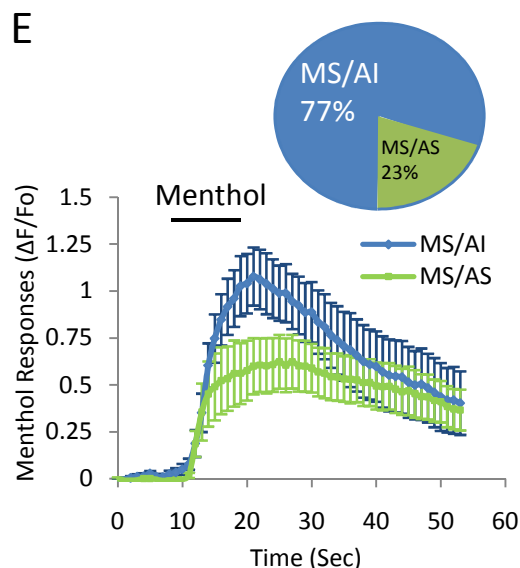 E
MS/AI
77%
MS/AS
23%
Menthol
MS/AI
MS/AS
Menthol Responses (ΔF/Fo)
1.5
1.25
1
0.75
0.5
0.25
0
0 10 20 30 40 50 60
Time (Sec)